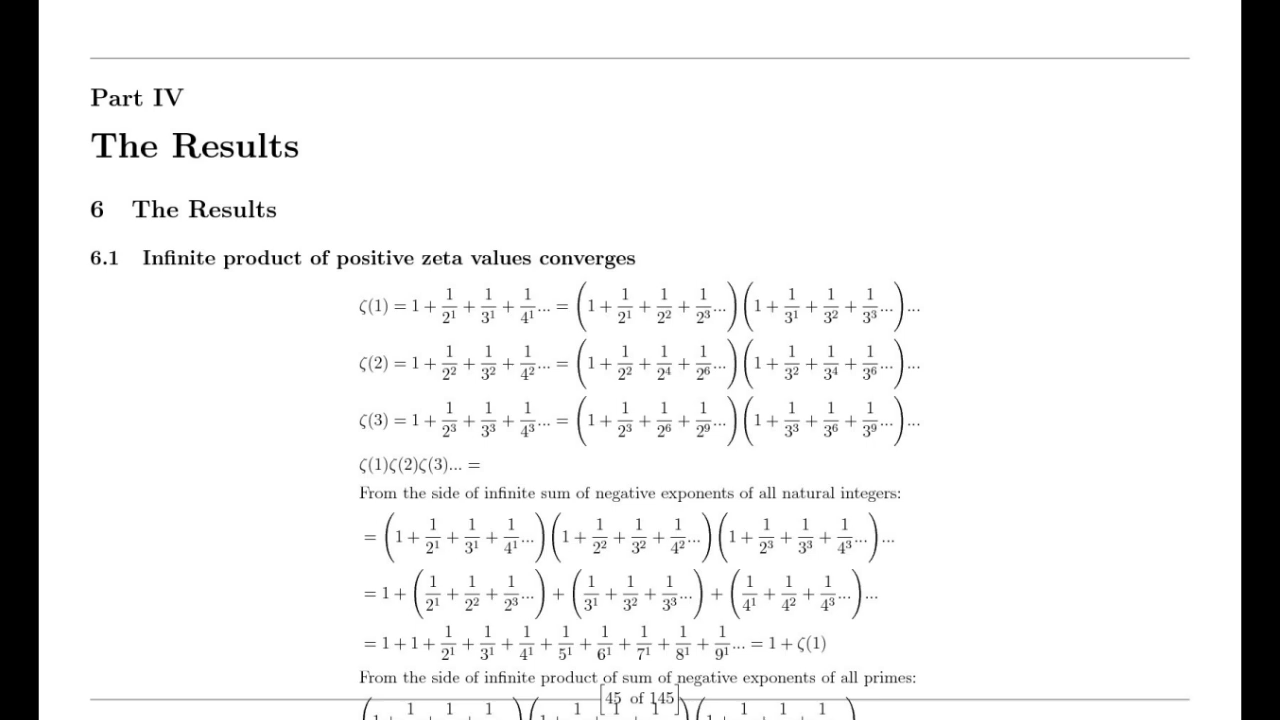 Part IV
The Results
6 The Results
6.1 Infinite product of positive zeta values converges
ζ(1) = 1 + 1/2^1 + 1/3^1 + 1/4^1 ... = (1 + 1/2^1 + 1/2^2 + 1/2^3 ...) (1 + 1/3^1 + 1/3^2 + 1/3^3 ...) ...
ζ(2) = 1 + 1/2^2 + 1/3^2 + 1/4^2 ... = (1 + 1/2^2 + 1/2^4 + 1/2^6 ...) (1 + 1/3^2 + 1/3^4 + 1/3^6 ...) ...
ζ(3) = 1 + 1/2^3 + 1/3^3 + 1/4^3 ... = (1 + 1/2^3 + 1/2^6 + 1/2^9 ...) (1 + 1/3^3 + 1/3^6 + 1/3^9 ...) ...
ζ(1)ζ(2)ζ(3)... =
From the side of infinite sum of negative exponents of all natural integers:
= (1 + 1/2^1 + 1/3^1 + 1/4^1 ...) (1 + 1/2^2 + 1/3^2 + 1/4^2 ...) (1 + 1/2^3 + 1/3^3 + 1/4^3 ...) ...
= 1 + (1/2^1 + 1/2^2 + 1/2^3 ...) + (1/3^1 + 1/3^2 + 1/3^3 ...) + (1/4^1 + 1/4^2 + 1/4^3 ...) ...
= 1 + 1 + 1/2^1 + 1/3^1 + 1/4^1 + 1/5^1 + 1/6^1 + 1/7^1 + 1/8^1 + 1/9^1 ... = 1 + ζ(1)
From the side of infinite product of sum of negative exponents of all primes:
[45 of 145]